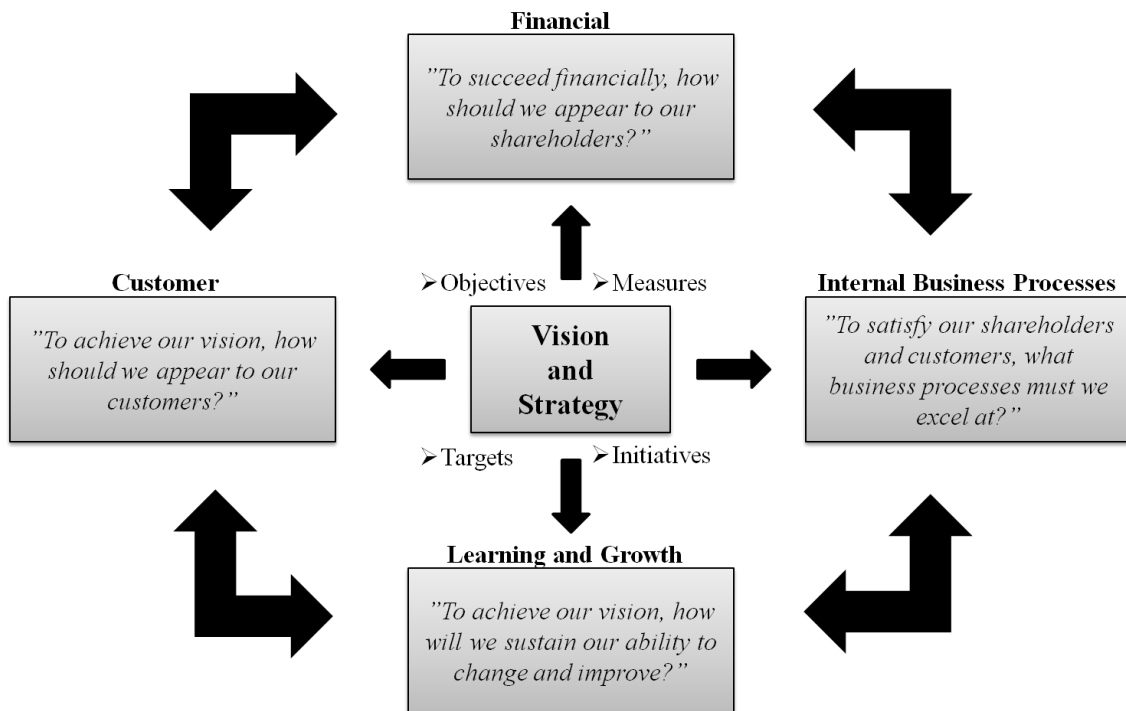 Financial
”To succeed financially, how
should we appear to our
shareholders?”
Customer
”To achieve our vision, how
should we appear to our
customers?”
➢Objectives
➢Measures
Vision
and
Strategy
➢Targets
➢Initiatives
Internal Business Processes
”To satisfy our shareholders
and customers, what
business processes must we
excel at?”
Learning and Growth
”To achieve our vision, how
will we sustain our ability to
change and improve?”